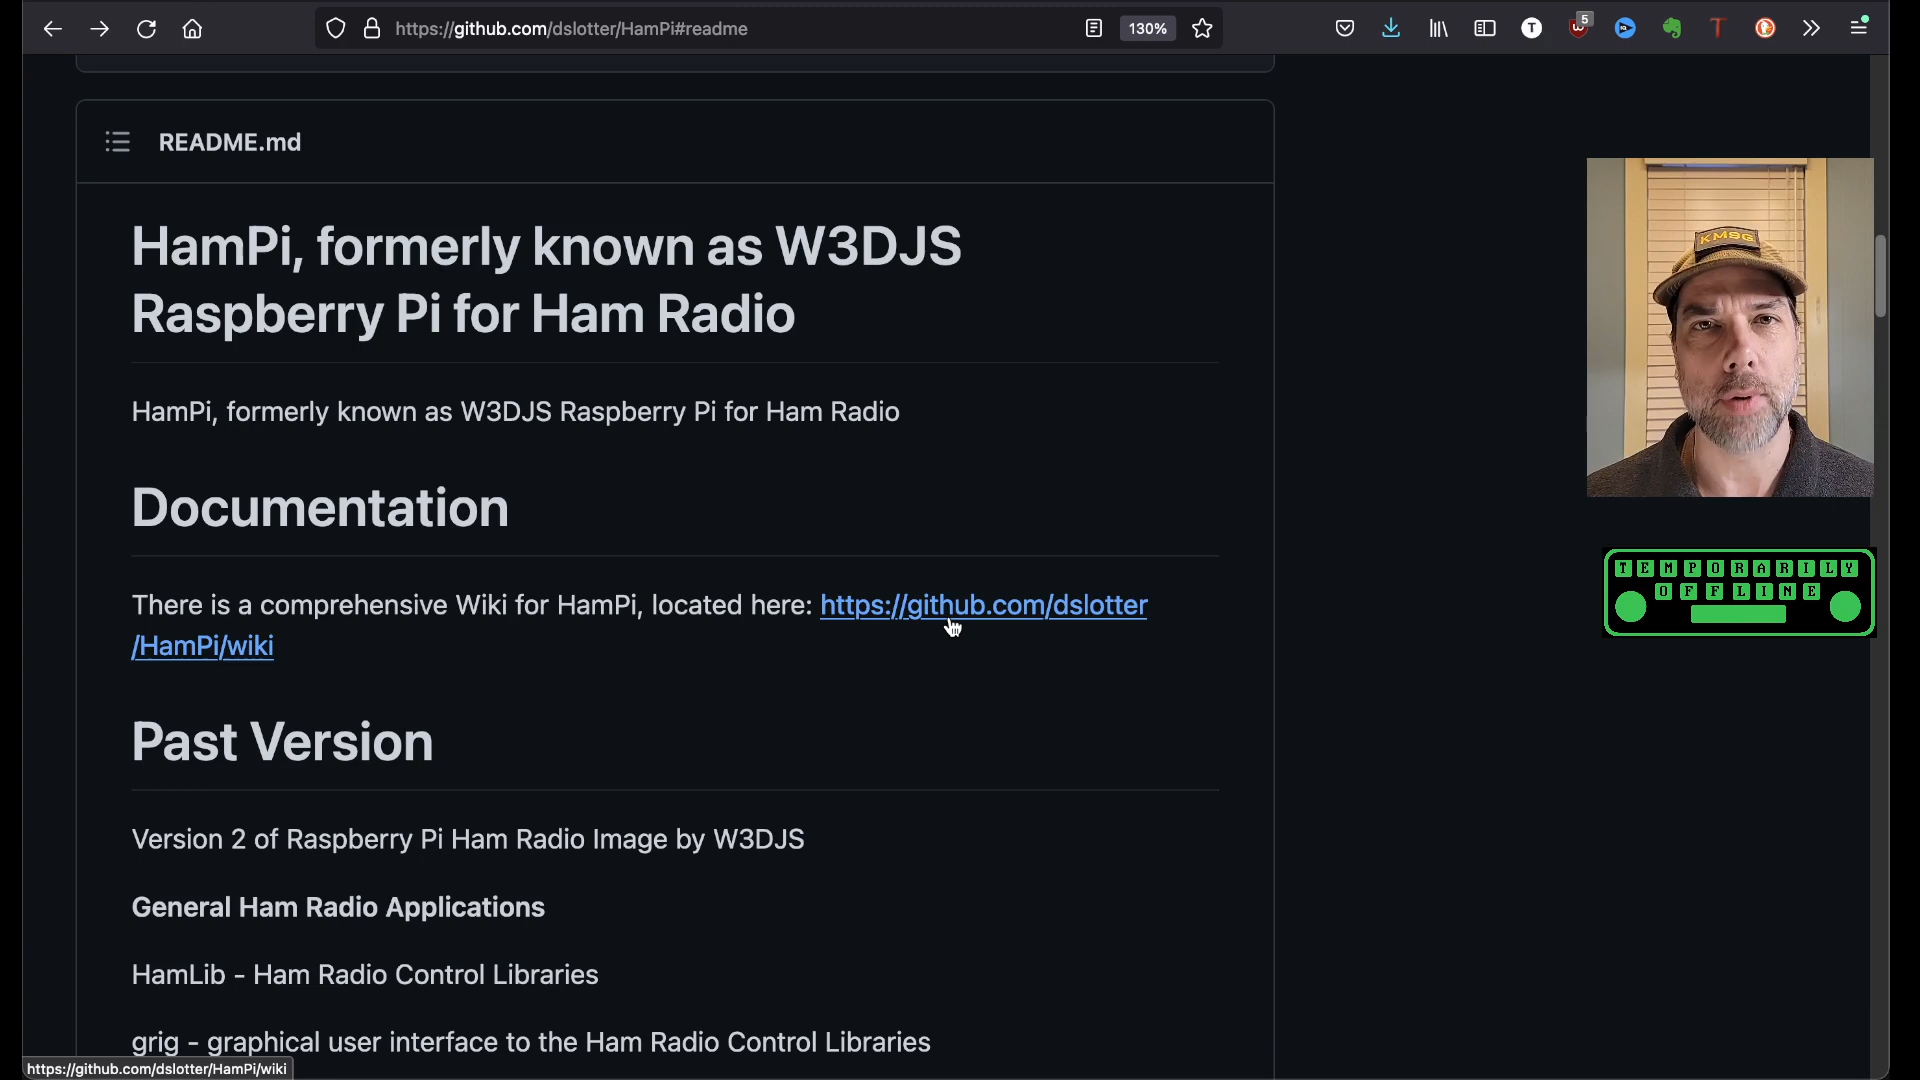 https://github.com/dslotter/HamPi#readme
130%
T
5
T
README.md
HamPi, formerly known as W3DJS
Raspberry Pi for Ham Radio
HamPi, formerly known as W3DJS Raspberry Pi for Ham Radio
Documentation
There is a comprehensive Wiki for HamPi, located here: https://github.com/dslotter
/HamPi/wiki
Past Version
Version 2 of Raspberry Pi Ham Radio Image by W3DJS
General Ham Radio Applications
HamLib - Ham Radio Control Libraries
grig - graphical user interface to the Ham Radio Control Libraries
https://github.com/dslotter/HamPi/wiki
KM9G
TEMPORARILY
OFFLINE